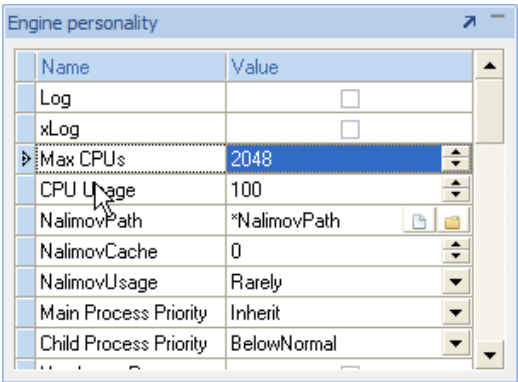 Engine personality
Name Value
Log
xLog
Max CPUs 2048
CPU Usage 100
NalimovPath *NalimovPath
NalimovCache 0
NalimovUsage Rarely
Main Process Priority Inherit
Child Process Priority BelowNormal